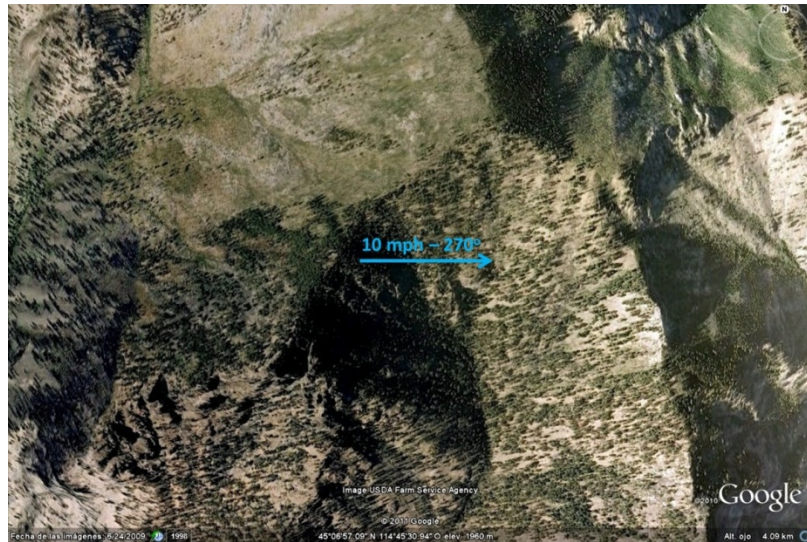 N
10 mph – 270º
Image USDA Farm Service Agency
©2010 Google
© 2011 Google
Fecha de las imágenes: 6/24/2009 1998 45°06'57.09" N 114°45'30.94" O elev. 1960 m Alt. ojo 4.09 km